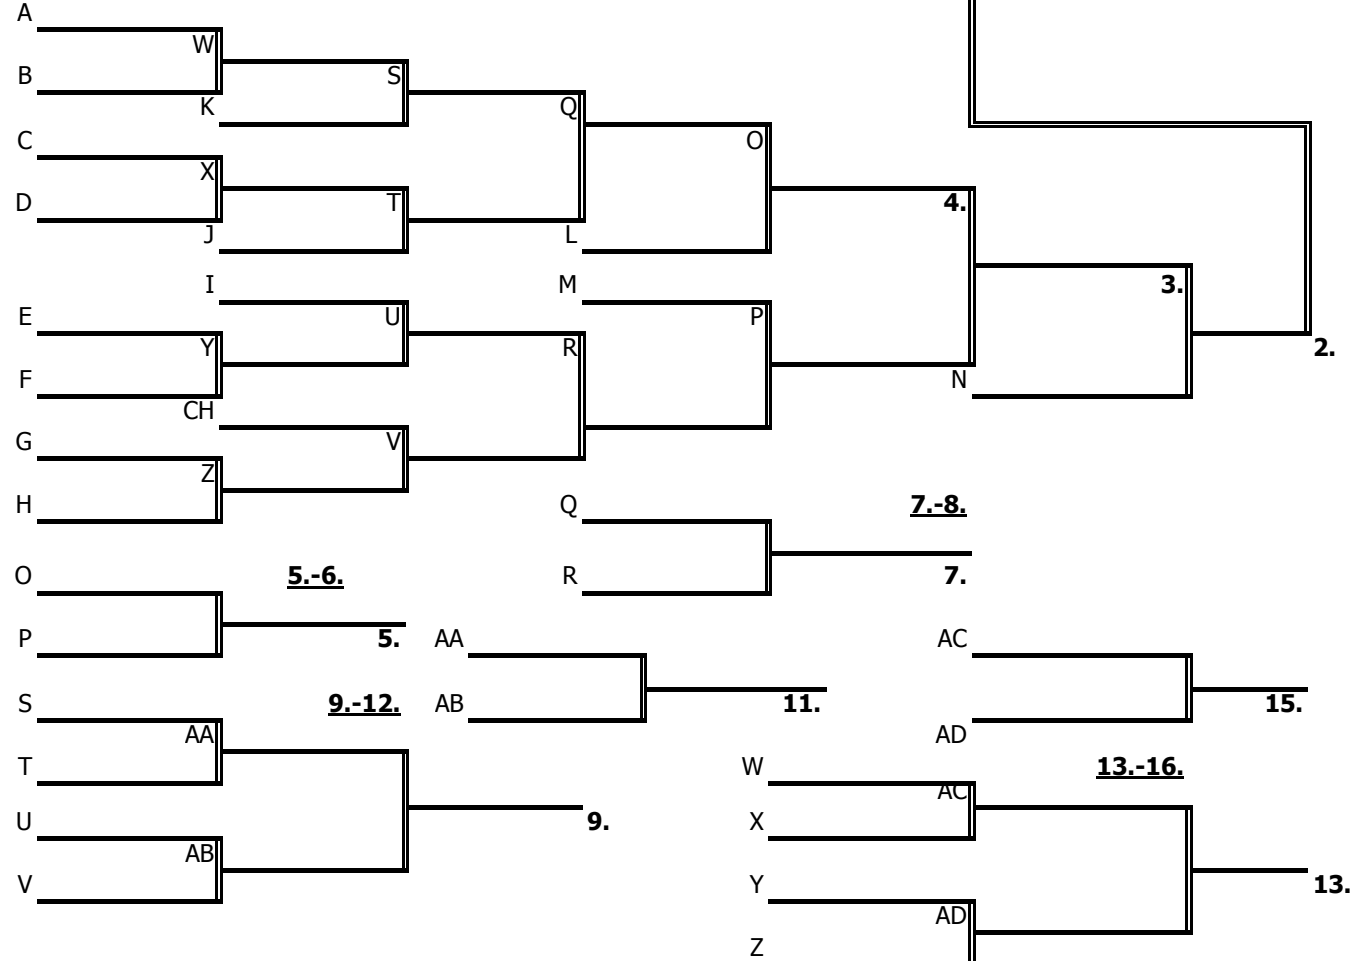 A
W
B
S
K
Q
C
O
X
D
T
4.
J
L
I
M
3.
E
U
P
Y
R
2.
F
N
CH
G
V
Z
H
Q
7.-8.
O
5.-6.
R
7.
P
5.
AA
AC
S
9.-12.
AB
11.
15.
AA
AD
T
W
13.-16.
AC
U
9.
X
AB
V
Y
13.
AD
Z